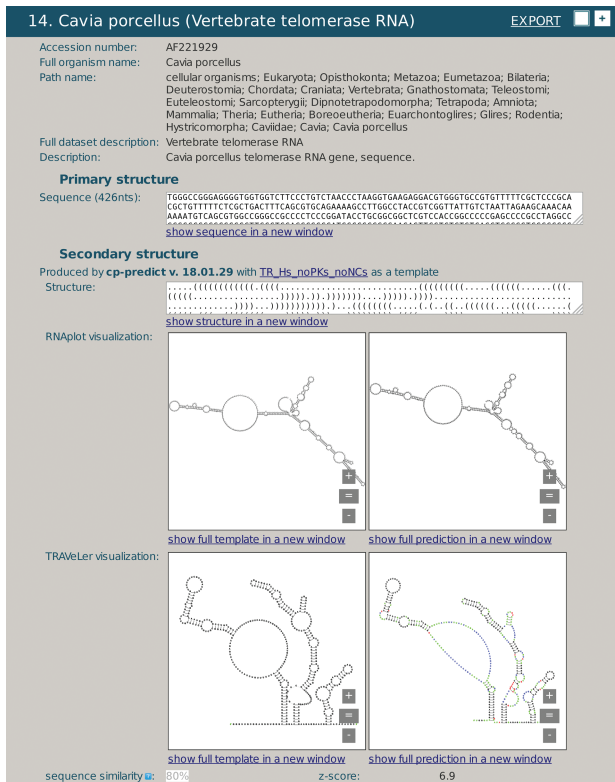 14. Cavia porcellus (Vertebrate telomerase RNA) EXPORT +
Accession number: AF221929
Full organism name: Cavia porcellus
Path name: cellular organisms; Eukaryota; Opisthokonta; Metazoa; Eumetazoa; Bilateria;
Deuterostomia; Chordata; Craniata; Vertebrata; Gnathostomata; Teleostomi;
Euteleostomi; Sarcopterygii; Dipnotetrapodomorpha; Tetrapoda; Amniota;
Mammalia; Theria; Eutheria; Boreoeutheria; Euarchontoglires; Glires; Rodentia;
Hystricomorpha; Caviidae; Cavia; Cavia porcellus
Full dataset description: Vertebrate telomerase RNA
Description: Cavia porcellus telomerase RNA gene, sequence.
Primary structure
Sequence (426nts): TGGGCCGGGAGGGGTGGTGGTCTTCCCTGTCTAACCCTAAGGTGAAGAGGACGTGGGTGCCGTGTTTTTCGCTCCCGCA
CGCTGTTTTTCTCGCTGACTTTCAGCGTGCAGAAAAGCCTTGGCCTACCGTCGGTTATTGTCTAATTAGAAGCAAACAA
AAAATGTCAGCGTGGCCGGGCCGCCCCTCCCGGATACCTGCGGCGGCTCGTCCACCGGCCCCCGAGCCCCGCCTAGGCC
show sequence in a new window
Secondary structure
Produced by cp-predict v. 18.01.29 with TR_Hs_noPKs_noNCs as a template
Structure:
show structure in a new window
RNAplot visualization:
+ +
= =
- -
show full template in a new window show full prediction in a new window
TRAVeLer visualization:
+ +
= =
- -
show full template in a new window show full prediction in a new window
sequence similarity ?: 80% z-score: 6.9